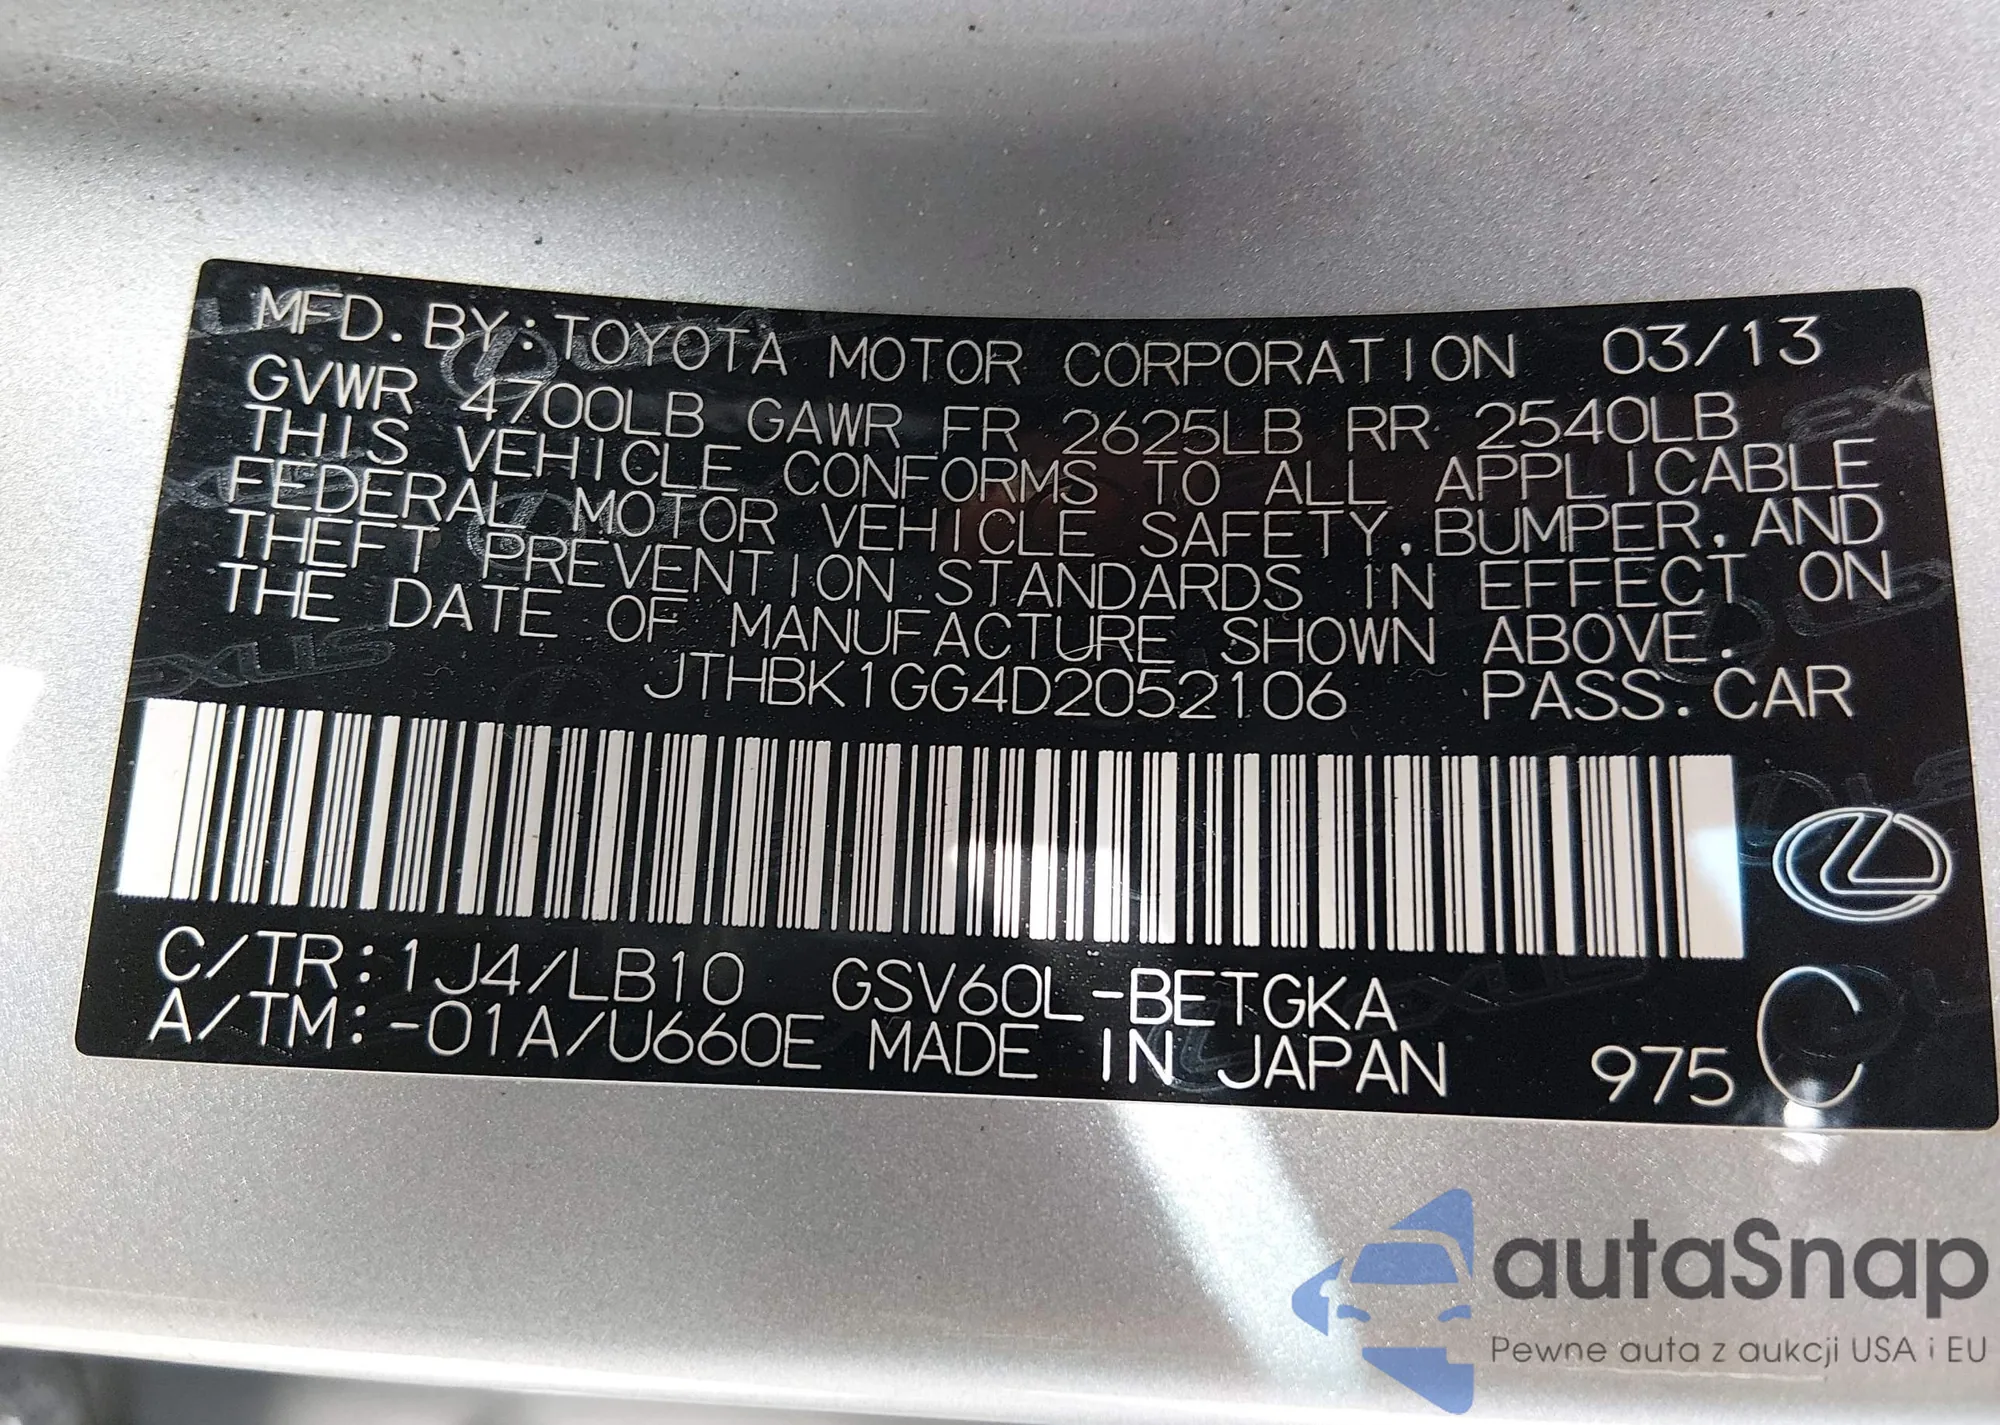 MFD. BY: TOYOTA MOTOR CORPORATION 03/13
GVWR 4700LB GAWR FR 2625LB RR 2540LB
THIS VEHICLE CONFORMS TO ALL APPLICABLE
FEDERAL MOTOR VEHICLE SAFETY, BUMPER, AND
THEFT PREVENTION STANDARDS IN EFFECT ON
THE DATE OF MANUFACTURE SHOWN ABOVE.
JTHBK1GG4D2052106 PASS. CAR
C/TR: 1J4/LB10 GSV60L-BETGKA
A/TM: -01A/U660E MADE IN JAPAN 975 C
autaSnap
Pewne auta z aukcji USA i EU